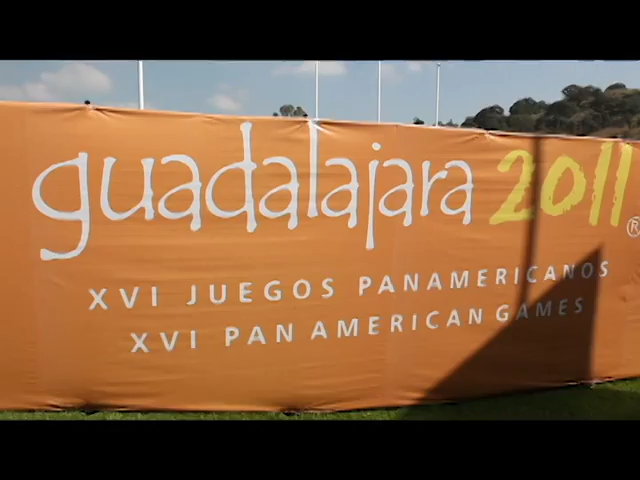 guadalajara 2011®
XVI JUEGOS PANAMERICANOS
XVI PAN AMERICAN GAMES